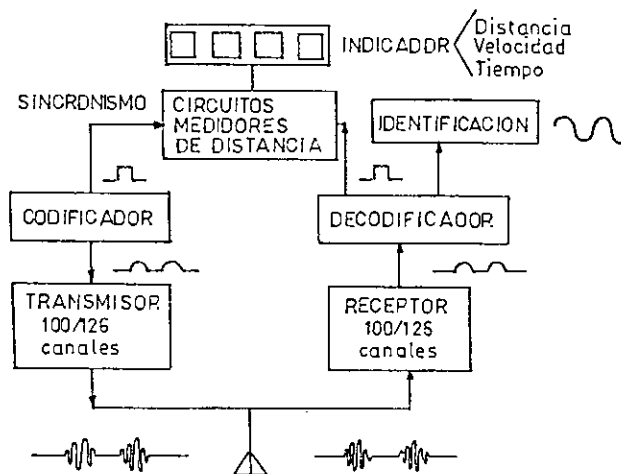 INDICADOR
Distancia
Velocidad
Tiempo
SINCRONISMO
CIRCUITOS
MEDIDORES
DE DISTANCIA
IDENTIFICACION
CODIFICADOR
DECODIFICADOR
TRANSMISOR
100/126
canales
RECEPTOR
100/126
canales